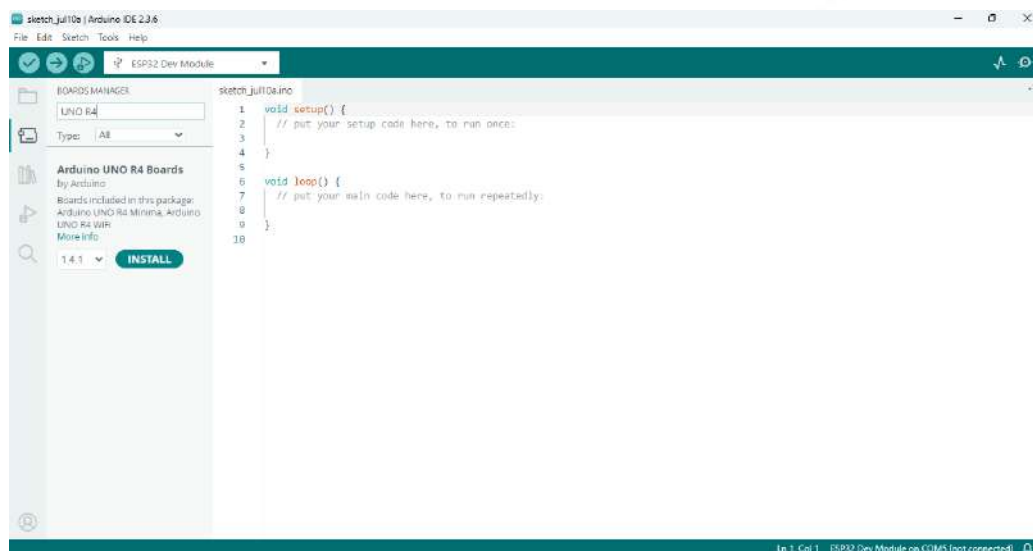 sketch_jul10a | Arduino IDE 2.3.6
File Edit Sketch Tools Help
ESP32 Dev Module
BOARDS MANAGER
UNO R4
Type: All
Arduino UNO R4 Boards
by Arduino
Boards included in this package:
Arduino UNO R4 Minima, Arduino
UNO R4 WiFi
More info
1.4.1
INSTALL
sketch_jul10a.ino
1 void setup() {
2 // put your setup code here, to run once:
3
4 }
5
6 void loop() {
7 // put your main code here, to run repeatedly:
8
9 }
10
Ln 1, Col 1 ESP32 Dev Module on COM5 [not connected]